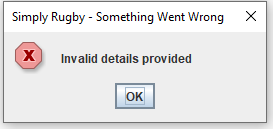 Simply Rugby - Something Went Wrong
Invalid details provided
OK